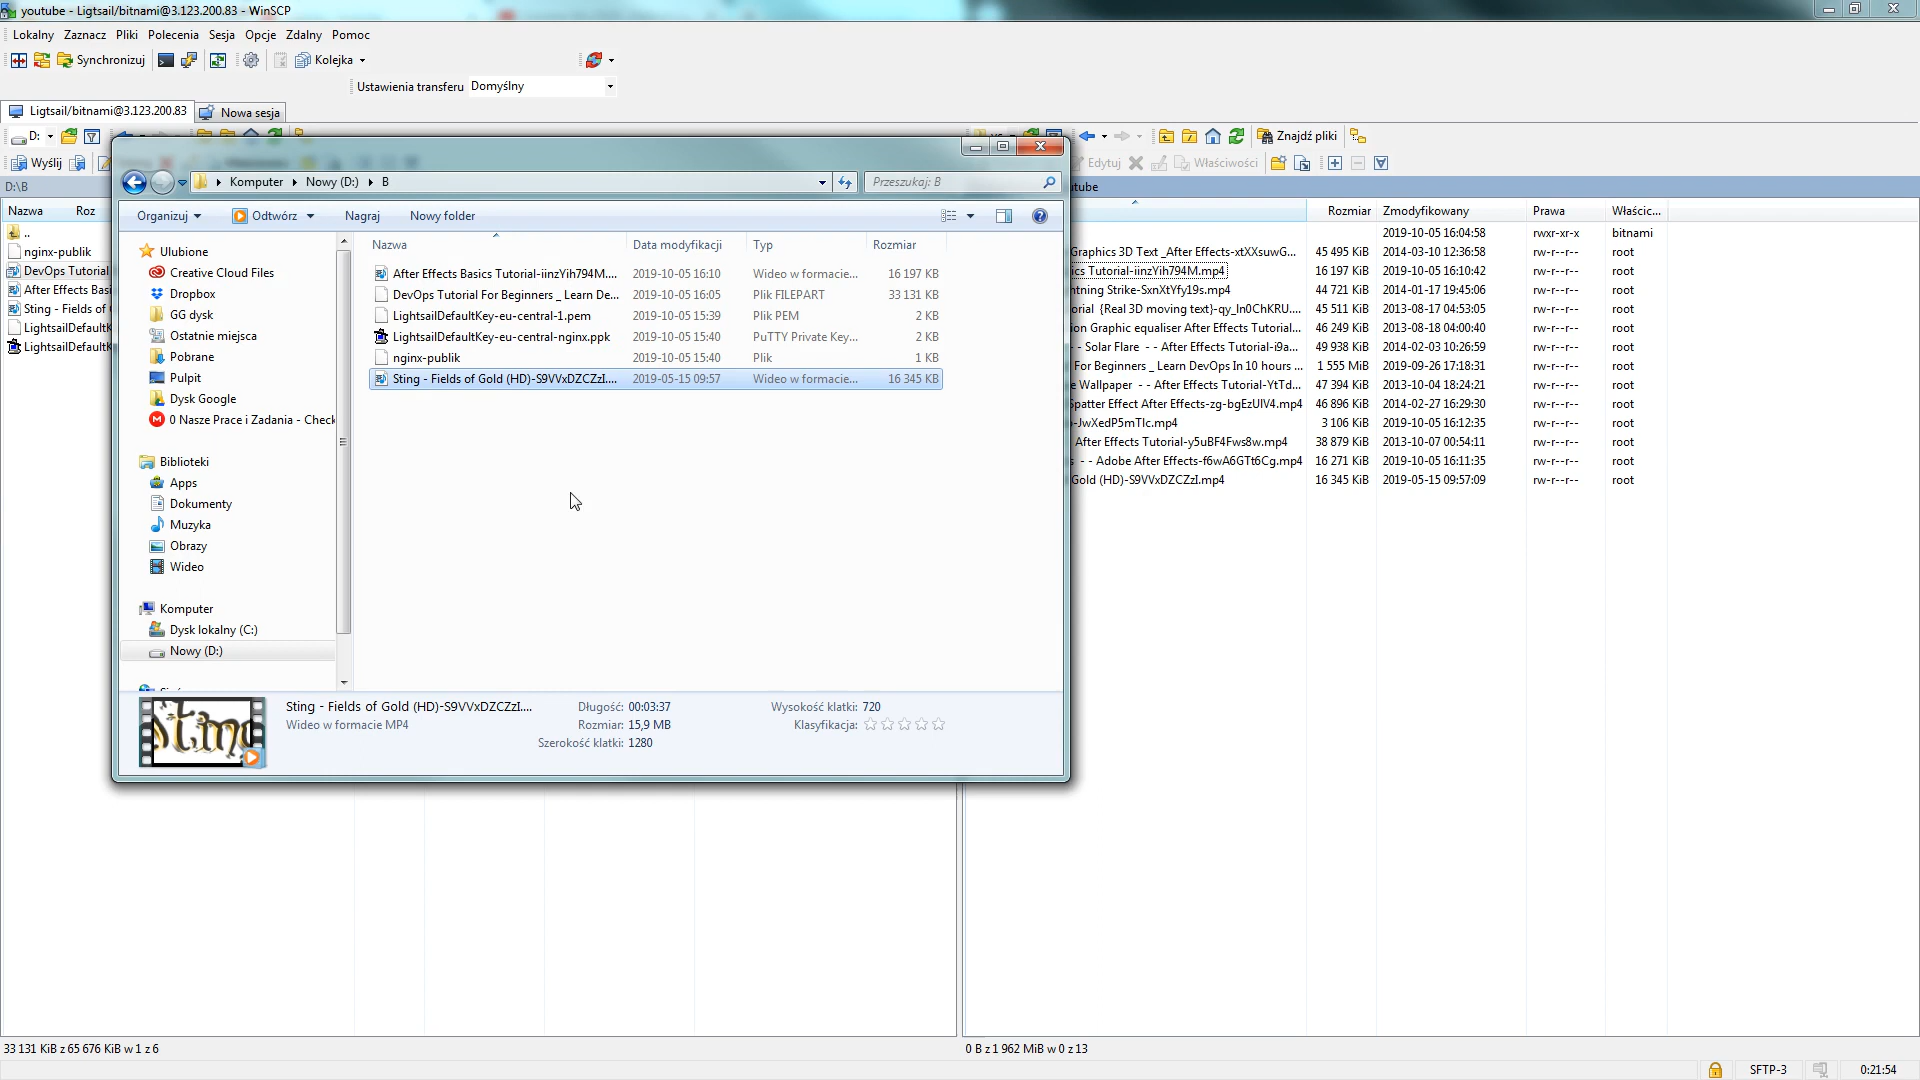 youtube - Ligtsail/bitnami@3.123.200.83 - WinSCP
Lokalny Zaznacz Pliki Polecenia Sesja Opcje Zdalny Pomoc
Synchronizuj Kolejka
Ustawienia transferu Domyślny
Ligtsail/bitnami@3.123.200.83 Nowa sesja
D: Znajdź pliki
Wyślij Edytuj Właściwości
D:\B
Komputer Nowy (D:) B Przeszukaj: B
Organizuj Odtwórz Nagraj Nowy folder
Nazwa Roz
..
nginx-publik
DevOps Tutorial
After Effects Basi
Sting - Fields of G
LightsailDefaultK
LightsailDefaultK
Ulubione
Creative Cloud Files
Dropbox
GG dysk
Ostatnie miejsca
Pobrane
Pulpit
Dysk Google
0 Nasze Prace i Zadania - Check
Biblioteki
Apps
Dokumenty
Muzyka
Obrazy
Wideo
Komputer
Dysk lokalny (C:)
Nowy (D:)
Nazwa Data modyfikacji Typ Rozmiar
After Effects Basics Tutorial-iinzYih794M.... 2019-10-05 16:10 Wideo w formacie... 16 197 KB
DevOps Tutorial For Beginners _ Learn De... 2019-10-05 16:05 Plik FILEPART 33 131 KB
LightsailDefaultKey-eu-central-1.pem 2019-10-05 15:39 Plik PEM 2 KB
LightsailDefaultKey-eu-central-nginx.ppk 2019-10-05 15:40 PuTTY Private Key... 2 KB
nginx-publik 2019-10-05 15:40 Plik 1 KB
Sting - Fields of Gold (HD)-S9VVxDZCZzI.... 2019-05-15 09:57 Wideo w formacie... 16 345 KB
Sting - Fields of Gold (HD)-S9VVxDZCZzI.... Długość: 00:03:37 Wysokość klatki: 720
Wideo w formacie MP4 Rozmiar: 15,9 MB Klasyfikacja:
Szerokość klatki: 1280
utube
Rozmiar Zmodyfikowany Prawa Właścic...
2019-10-05 16:04:58 rwxr-xr-x bitnami
Graphics 3D Text _After Effects-xtXXsuwG... 45 495 KiB 2014-03-10 12:36:58 rw-r--r-- root
ics Tutorial-iinzYih794M.mp4 16 197 KiB 2019-10-05 16:10:42 rw-r--r-- root
htning Strike-SxnXtYfy19s.mp4 44 721 KiB 2014-01-17 19:45:06 rw-r--r-- root
orial {Real 3D moving text}-qy_ln0ChKRU.... 45 511 KiB 2013-08-17 04:53:05 rw-r--r-- root
ion Graphic equaliser After Effects Tutorial... 46 249 KiB 2013-08-18 04:00:40 rw-r--r-- root
- - Solar Flare - - After Effects Tutorial-i9a... 49 938 KiB 2014-02-03 10:26:59 rw-r--r-- root
For Beginners _ Learn DevOps In 10 hours ... 1 555 MiB 2019-09-26 17:18:31 rw-r--r-- root
e Wallpaper - - After Effects Tutorial-YtTd... 47 394 KiB 2013-10-04 18:24:21 rw-r--r-- root
Spatter Effect After Effects-zg-bgEzUIV4.mp4 46 896 KiB 2014-02-27 16:29:30 rw-r--r-- root
-JwXedP5mTIc.mp4 3 106 KiB 2019-10-05 16:12:35 rw-r--r-- root
After Effects Tutorial-y5uBF4Fws8w.mp4 38 879 KiB 2013-10-07 00:54:11 rw-r--r-- root
s - - Adobe After Effects-f6wA6GTt6Cg.mp4 16 271 KiB 2019-10-05 16:11:35 rw-r--r-- root
Gold (HD)-S9VVxDZCZzI.mp4 16 345 KiB 2019-05-15 09:57:09 rw-r--r-- root
33 131 KiB z 65 676 KiB w 1 z 6
0 B z 1 962 MiB w 0 z 13
SFTP-3 0:21:54